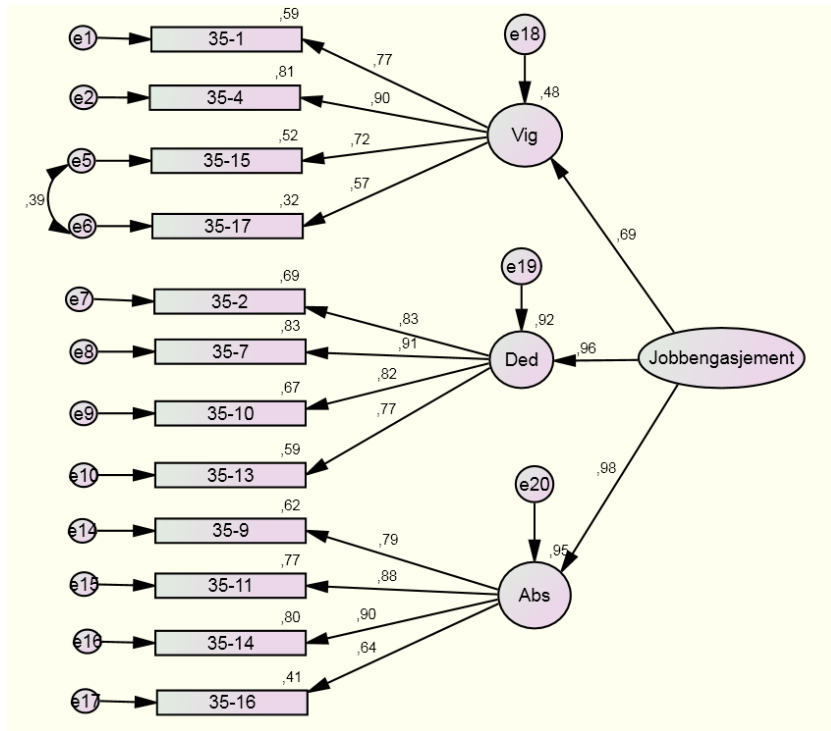 ,59
e1
35-1
e18
,77
,81
e2
35-4
,90
,48
Vig
,52
e5
35-15
,72
,57
,39
,32
e6
35-17
,69
,69
e19
e7
35-2
,83
,92
,83
e8
35-7
,91
Ded
,96
Jobbengasjement
,82
,67
e9
35-10
,77
,59
e10
35-13
,98
e20
,62
e14
35-9
,79
,95
,77
e15
35-11
,88
Abs
,80
,90
e16
35-14
,64
,41
e17
35-16